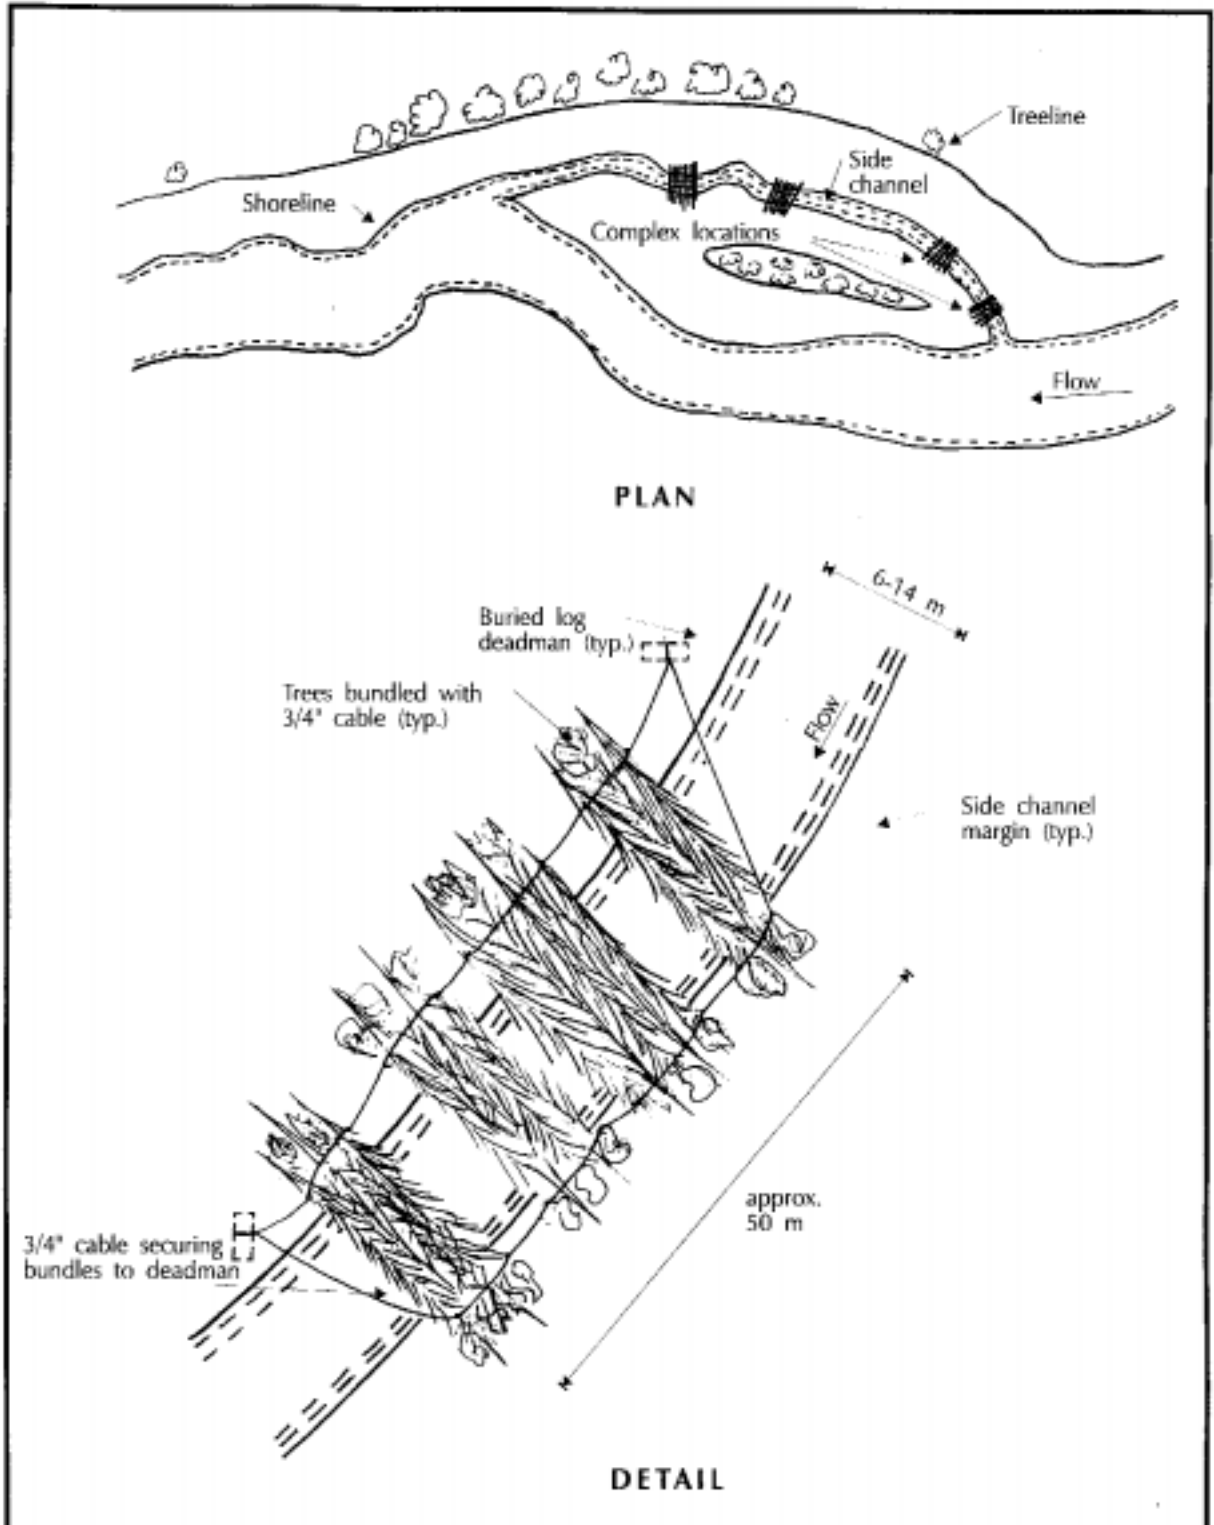 Treeline
Side
channel
Shoreline
Complex locations
Flow
PLAN
6-14 m
Buried log
deadman (typ.)
Trees bundled with
3/4" cable (typ.)
Flow
Side channel
margin (typ.)
approx.
50 m
3/4" cable securing
bundles to deadman
DETAIL